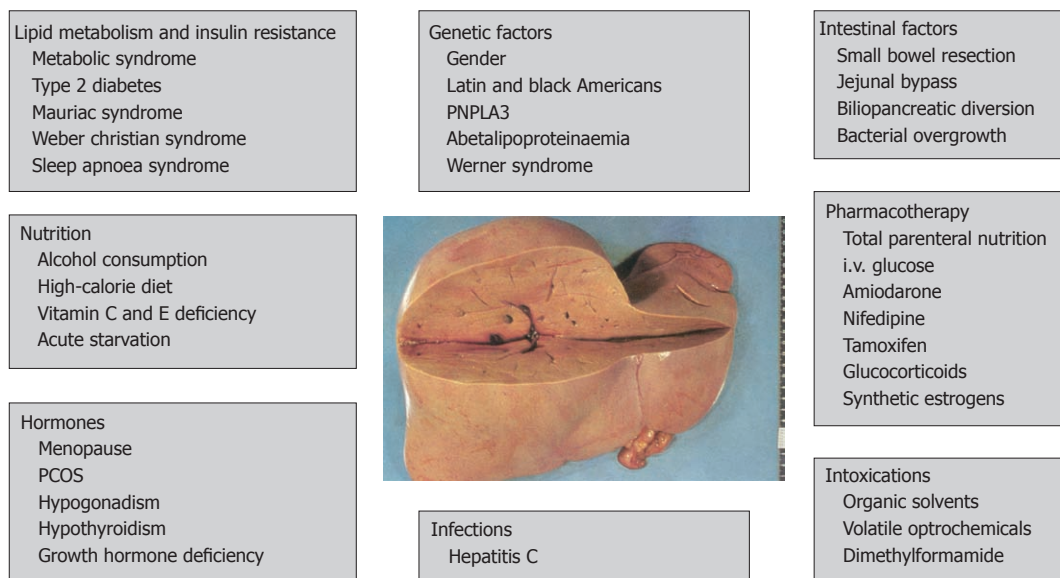 Lipid metabolism and insulin resistance
Metabolic syndrome
Type 2 diabetes
Mauriac syndrome
Weber christian syndrome
Sleep apnoea syndrome
Nutrition
Alcohol consumption
High-calorie diet
Vitamin C and E deficiency
Acute starvation
Hormones
Menopause
PCOS
Hypogonadism
Hypothyroidism
Growth hormone deficiency
Genetic factors
Gender
Latin and black Americans
PNPLA3
Abetalipoproteinaemia
Werner syndrome
Infections
Hepatitis C
Intestinal factors
Small bowel resection
Jejunal bypass
Biliopancreatic diversion
Bacterial overgrowth
Pharmacotherapy
Total parenteral nutrition
i.v. glucose
Amiodarone
Nifedipine
Tamoxifen
Glucocorticoids
Synthetic estrogens
Intoxications
Organic solvents
Volatile optrochemicals
Dimethylformamide